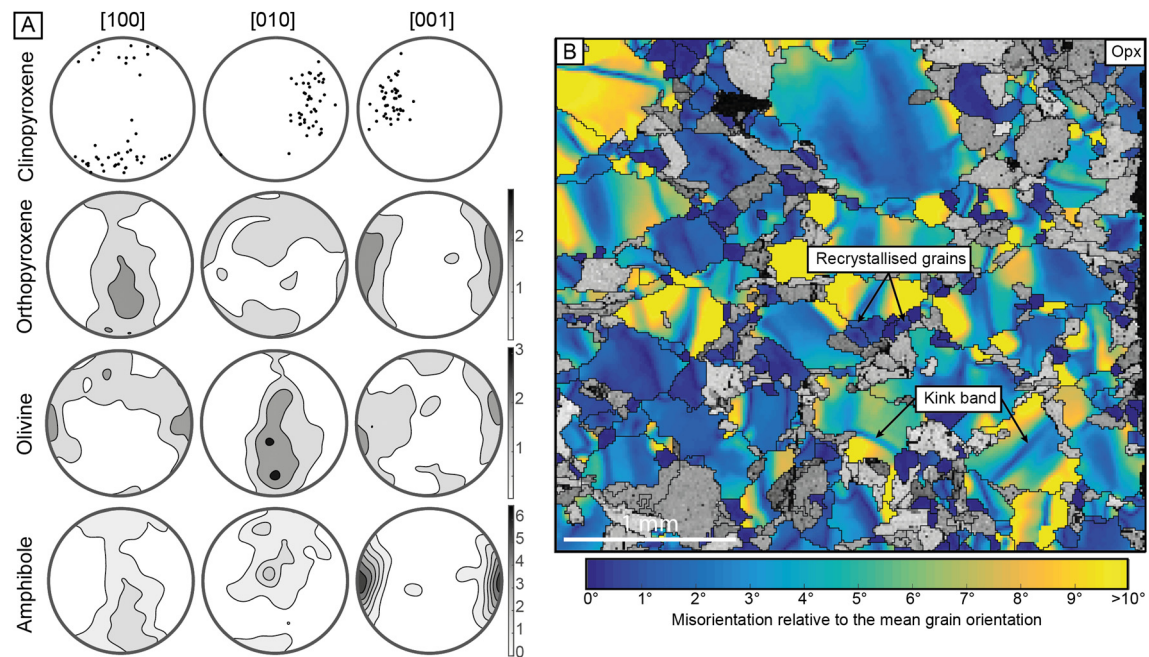 A
[100]
[010]
[001]
Clinopyroxene
Orthopyroxene
2
1
Olivine
3
2
1
Amphibole
6
5
4
3
2
1
0
B
Opx
Recrystallised grains
Kink band
1 mm
0° 1° 2° 3° 4° 5° 6° 7° 8° 9° >10°
Misorientation relative to the mean grain orientation